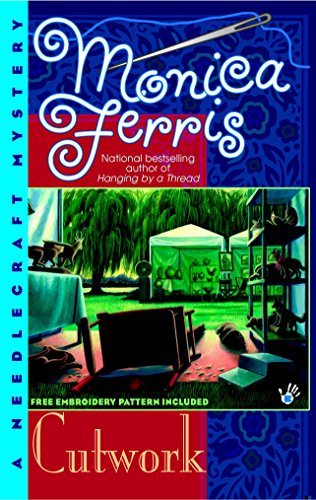 Monica
Ferris
National bestselling
author of
Hanging by a Thread
A NEEDLECRAFT MYSTERY
FREE EMBROIDERY PATTERN INCLUDED
Cutwork